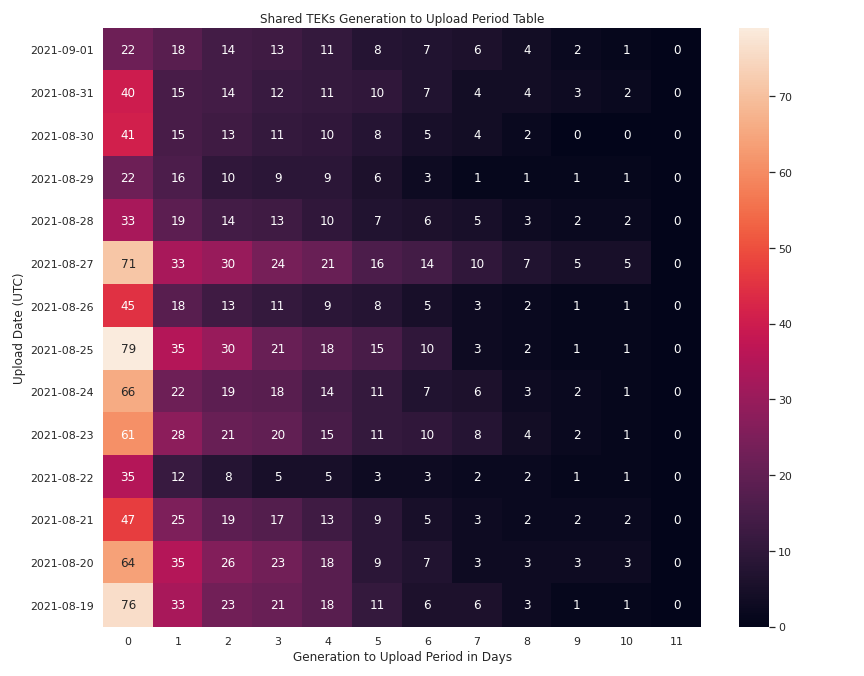 Shared TEKs Generation to Upload Period Table
Upload Date (UTC)
2021-09-01 22 18 14 13 11 8 7 6 4 2 1 0
2021-08-31 40 15 14 12 11 10 7 4 4 3 2 0
2021-08-30 41 15 13 11 10 8 5 4 2 0 0 0
2021-08-29 22 16 10 9 9 6 3 1 1 1 1 0
2021-08-28 33 19 14 13 10 7 6 5 3 2 2 0
2021-08-27 71 33 30 24 21 16 14 10 7 5 5 0
2021-08-26 45 18 13 11 9 8 5 3 2 1 1 0
2021-08-25 79 35 30 21 18 15 10 3 2 1 1 0
2021-08-24 66 22 19 18 14 11 7 6 3 2 1 0
2021-08-23 61 28 21 20 15 11 10 8 4 2 1 0
2021-08-22 35 12 8 5 5 3 3 2 2 1 1 0
2021-08-21 47 25 19 17 13 9 5 3 2 2 2 0
2021-08-20 64 35 26 23 18 9 7 3 3 3 3 0
2021-08-19 76 33 23 21 18 11 6 6 3 1 1 0
0 1 2 3 4 5 6 7 8 9 10 11
Generation to Upload Period in Days
70
60
50
40
30
20
10
0